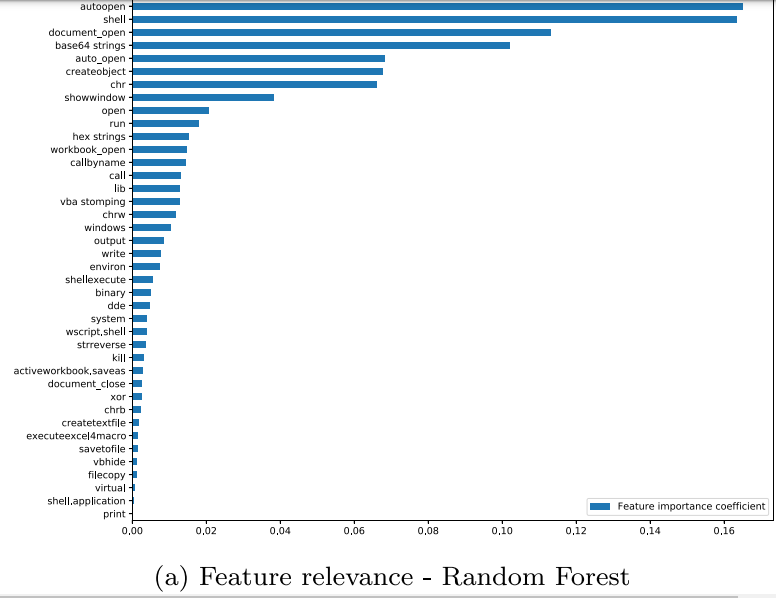 autoopen
shell
document_open
base64 strings
auto_open
createobject
chr
showwindow
open
run
hex strings
workbook_open
callbyname
call
lib
vba stomping
chrw
windows
output
write
environ
shellexecute
binary
dde
system
wscript.shell
strreverse
kill
activeworkbook.saveas
document_close
xor
chrb
createtextfile
executeexcel4macro
savetofile
vbhide
filecopy
virtual
shell.application
print
Feature importance coefficient
0.00 0.02 0.04 0.06 0.08 0.10 0.12 0.14 0.16
(a) Feature relevance - Random Forest